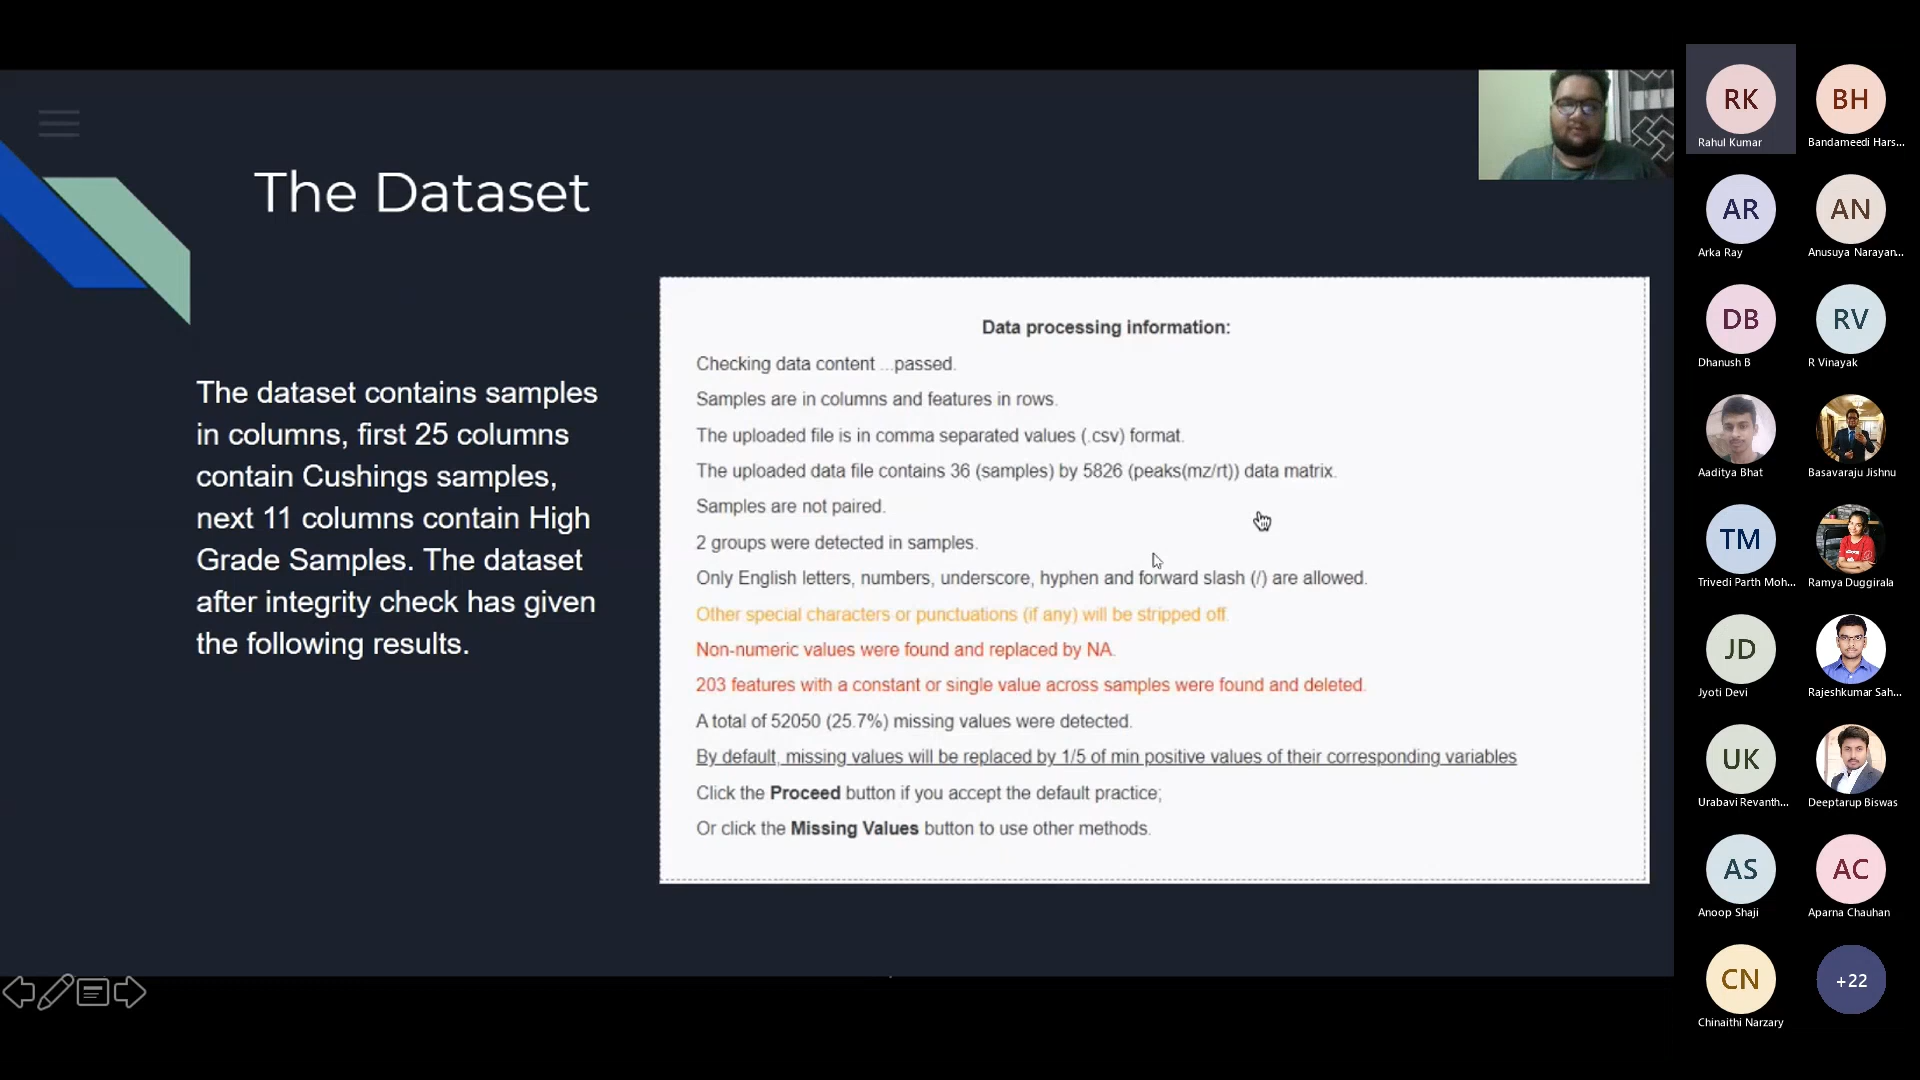 The Dataset
The dataset contains samples
in columns, first 25 columns
contain Cushings samples,
next 11 columns contain High
Grade Samples. The dataset
after integrity check has given
the following results.
Data processing information:
Checking data content ...passed.
Samples are in columns and features in rows.
The uploaded file is in comma separated values (.csv) format.
The uploaded data file contains 36 (samples) by 5826 (peaks(mz/rt)) data matrix.
Samples are not paired.
2 groups were detected in samples.
Only English letters, numbers, underscore, hyphen and forward slash (/) are allowed.
Other special characters or punctuations (if any) will be stripped off.
Non-numeric values were found and replaced by NA.
203 features with a constant or single value across samples were found and deleted.
A total of 52050 (25.7%) missing values were detected.
By default, missing values will be replaced by 1/5 of min positive values of their corresponding variables
Click the Proceed button if you accept the default practice;
Or click the Missing Values button to use other methods.
RK
Rahul Kumar
BH
Bandameedi Hars...
AR
Arka Ray
AN
Anusuya Narayan...
DB
Dhanush B
RV
R Vinayak
Aaditya Bhat
Basavaraju Jishnu
TM
Trivedi Parth Moh...
Ramya Duggirala
JD
Jyoti Devi
Rajeshkumar Sah...
UK
Urabavi Revanth...
Deeptarup Biswas
AS
Anoop Shaji
AC
Aparna Chauhan
CN
Chinaithi Narzary
+22